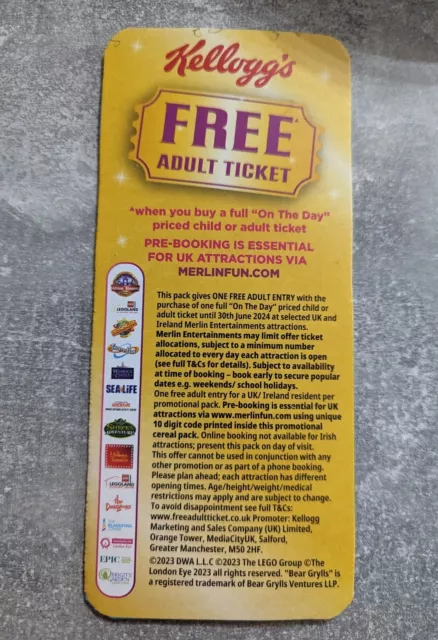 Kellogg's
FREE^
ADULT TICKET
^when you buy a full "On The Day"
priced child or adult ticket
PRE-BOOKING IS ESSENTIAL
FOR UK ATTRACTIONS VIA
MERLINFUN.COM
This pack gives ONE FREE ADULT ENTRY with the
purchase of one full "On The Day" priced child or
adult ticket until 30th June 2024 at selected UK and
Ireland Merlin Entertainments attractions.
Merlin Entertainments may limit offer ticket
allocations, subject to a minimum number
allocated to every day each attraction is open
(see full T&Cs for details). Subject to availability
at time of booking – book early to secure popular
dates e.g. weekends/ school holidays.
One free adult entry for a UK/ Ireland resident per
promotional pack. Pre-booking is essential for UK
attractions via www.merlinfun.com using unique
10 digit code printed inside this promotional
cereal pack. Online booking not available for Irish
attractions; present this pack on day of visit.
This offer cannot be used in conjunction with any
other promotion or as part of a phone booking.
Please plan ahead; each attraction has different
opening times. Age/height/weight/medical
restrictions may apply and are subject to change.
To avoid disappointment see full T&Cs:
www.freeadultticket.co.uk Promoter: Kellogg
Marketing and Sales Company (UK) Limited,
Orange Tower, MediaCityUK, Salford,
Greater Manchester, M50 2HF.
©2023 DWA L.L.C ©2023 The LEGO Group ©The
London Eye 2023 all rights reserved. "Bear Grylls" is
a registered trademark of Bear Grylls Ventures LLP.
LEGOLAND
SEA LIFE
LEGOLAND
EPIC